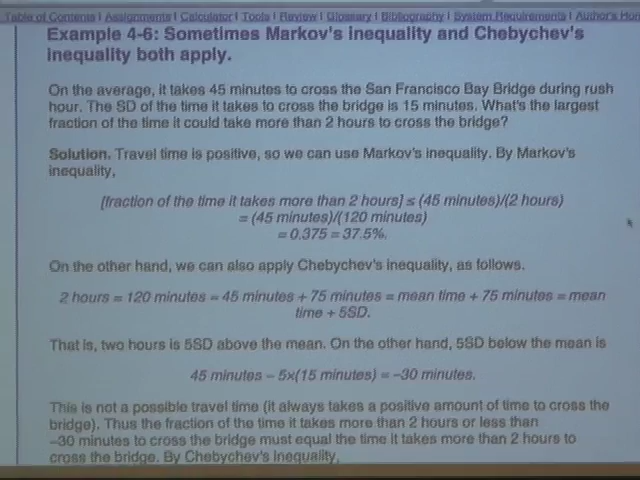 Table of Contents | Assignments | Calculator | Tools | Review | Glossary | Bibliography | System Requirements | Author's Hom
Example 4-6: Sometimes Markov's inequality and Chebychev's
inequality both apply.
On the average, it takes 45 minutes to cross the San Francisco Bay Bridge during rush
hour. The SD of the time it takes to cross the bridge is 15 minutes. What's the largest
fraction of the time it could take more than 2 hours to cross the bridge?
Solution. Travel time is positive, so we can use Markov's inequality. By Markov's
inequality,
[fraction of the time it takes more than 2 hours] ≤ (45 minutes)/(2 hours)
= (45 minutes)/(120 minutes)
= 0.375 = 37.5%.
On the other hand, we can also apply Chebychev's inequality, as follows.
2 hours = 120 minutes = 45 minutes + 75 minutes = mean time + 75 minutes = mean
time + 5SD.
That is, two hours is 5SD above the mean. On the other hand, 5SD below the mean is
45 minutes − 5×(15 minutes) = −30 minutes.
This is not a possible travel time (it always takes a positive amount of time to cross the
bridge). Thus the fraction of the time it takes more than 2 hours or less than
−30 minutes to cross the bridge must equal the time it takes more than 2 hours to
cross the bridge. By Chebychev's inequality,